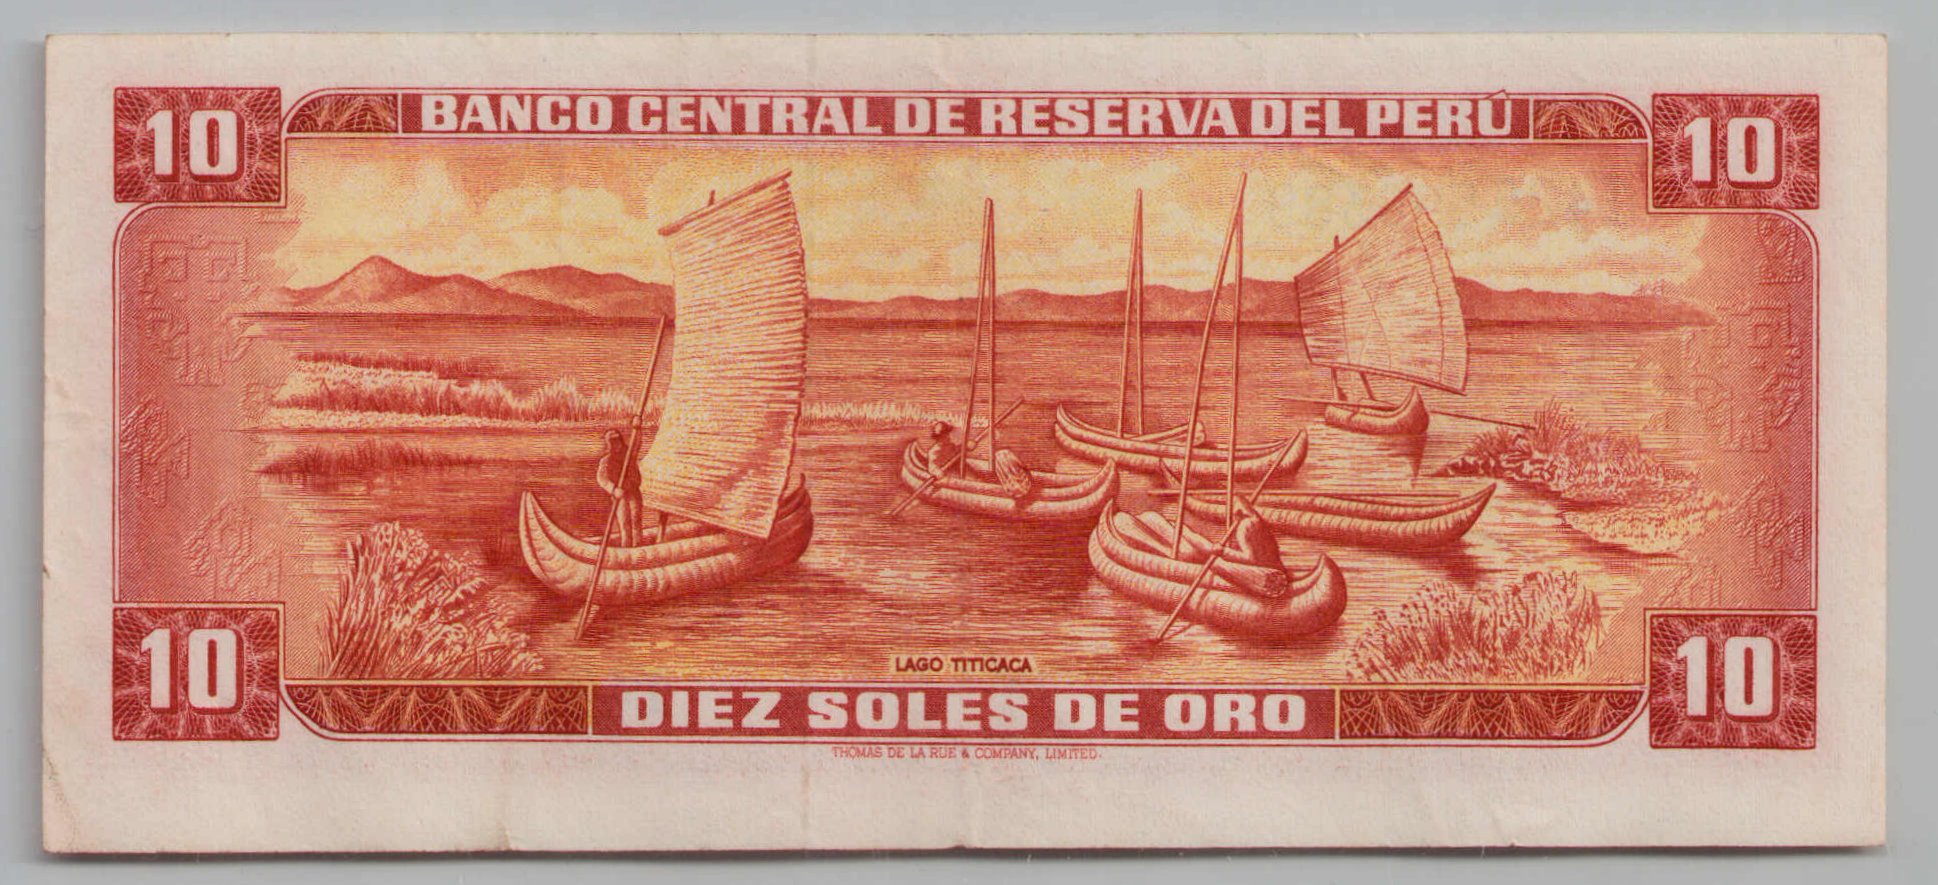 10 BANCO CENTRAL DE RESERVA DEL PERÚ 10
LAGO TITICACA
10 DIEZ SOLES DE ORO 10
THOMAS DE LA RUE & COMPANY, LIMITED.